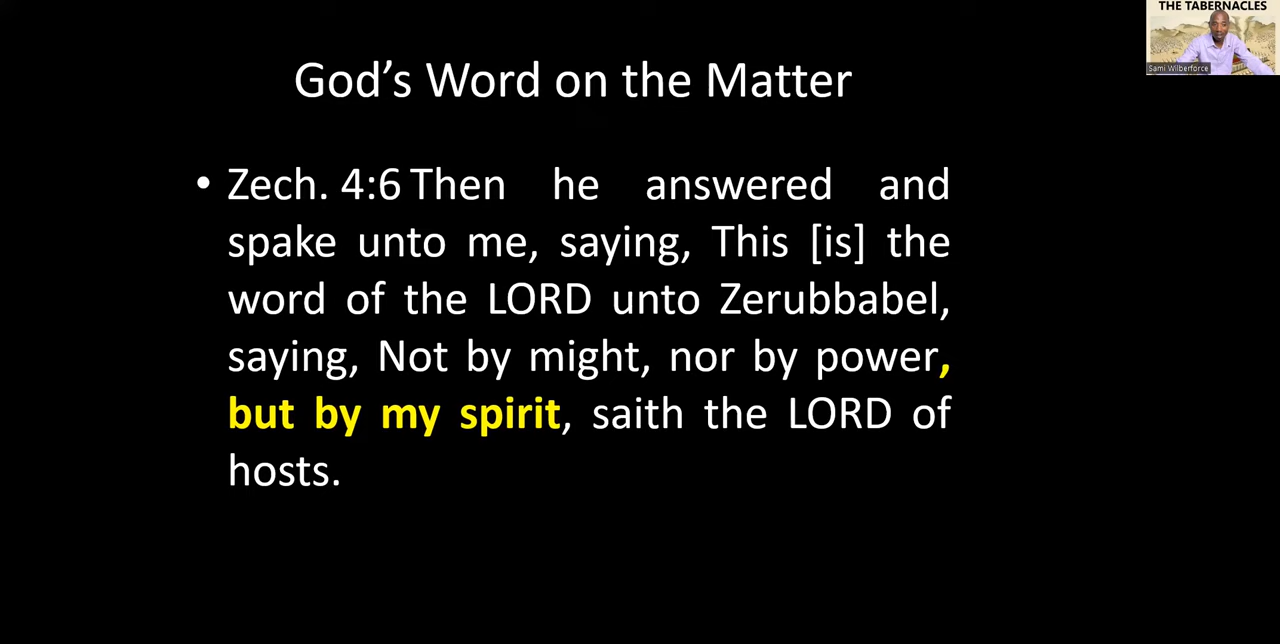 THE TABERNACLES
Sami Wilberforce
God’s Word on the Matter
• Zech. 4:6 Then he answered and
spake unto me, saying, This [is] the
word of the LORD unto Zerubbabel,
saying, Not by might, nor by power,
but by my spirit, saith the LORD of
hosts.